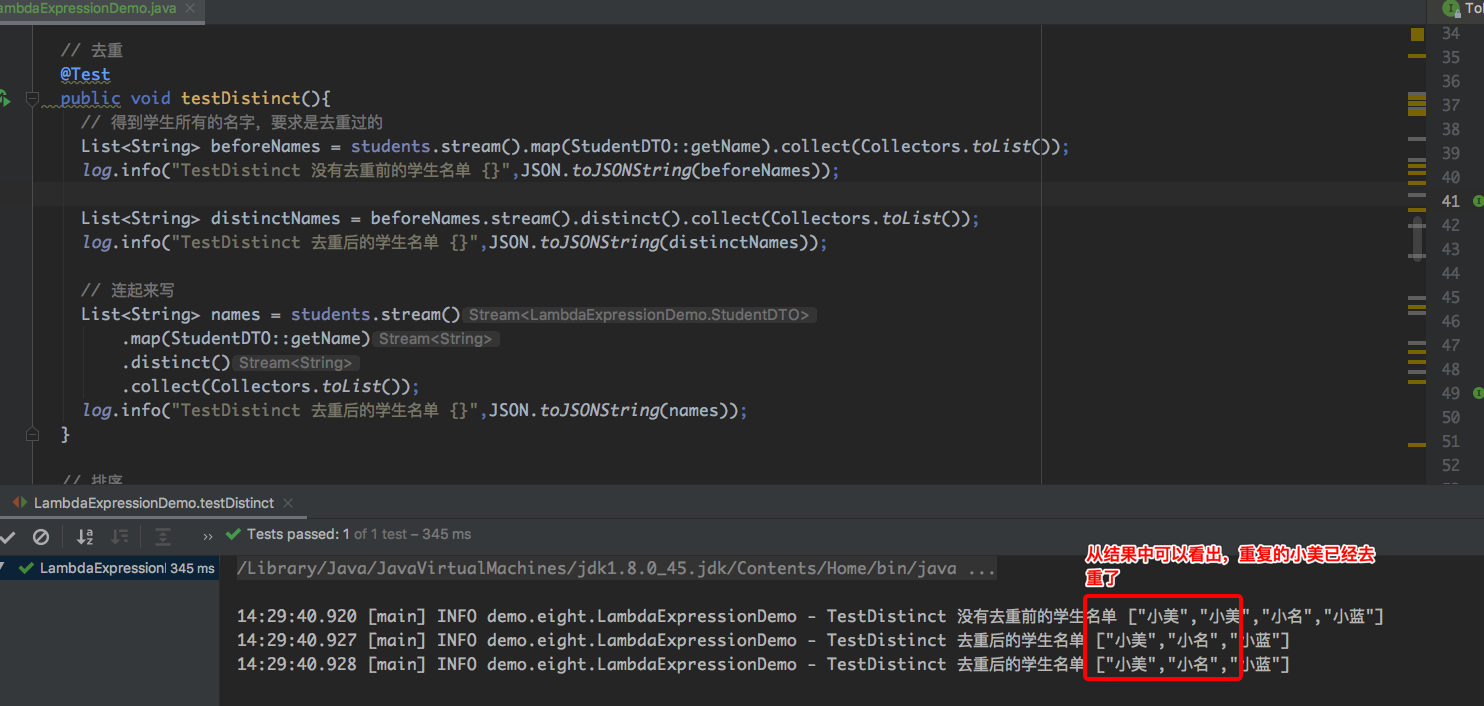 ambdaExpressionDemo.java
// 去重
@Test
public void testDistinct(){
// 得到学生所有的名字，要求是去重过的
List<String> beforeNames = students.stream().map(StudentDTO::getName).collect(Collectors.toList());
log.info("TestDistinct 没有去重前的学生名单 {}",JSON.toJSONString(beforeNames));
List<String> distinctNames = beforeNames.stream().distinct().collect(Collectors.toList());
log.info("TestDistinct 去重后的学生名单 {}",JSON.toJSONString(distinctNames));
// 连起来写
List<String> names = students.stream() Stream<LambdaExpressionDemo.StudentDTO>
.map(StudentDTO::getName) Stream<String>
.distinct() Stream<String>
.collect(Collectors.toList());
log.info("TestDistinct 去重后的学生名单 {}",JSON.toJSONString(names));
}
// 排序
34
35
36
37
38
39
40
41
42
43
44
45
46
47
48
49
50
51
52
LambdaExpressionDemo.testDistinct
Tests passed: 1 of 1 test – 345 ms
LambdaExpression 345 ms
/Library/Java/JavaVirtualMachines/jdk1.8.0_45.jdk/Contents/Home/bin/java ...
从结果中可以看出，重复的小美已经去
重了
14:29:40.920 [main] INFO demo.eight.LambdaExpressionDemo - TestDistinct 没有去重前的学生名单 ["小美","小美","小名","小蓝"]
14:29:40.927 [main] INFO demo.eight.LambdaExpressionDemo - TestDistinct 去重后的学生名单 ["小美","小名","小蓝"]
14:29:40.928 [main] INFO demo.eight.LambdaExpressionDemo - TestDistinct 去重后的学生名单 ["小美","小名","小蓝"]